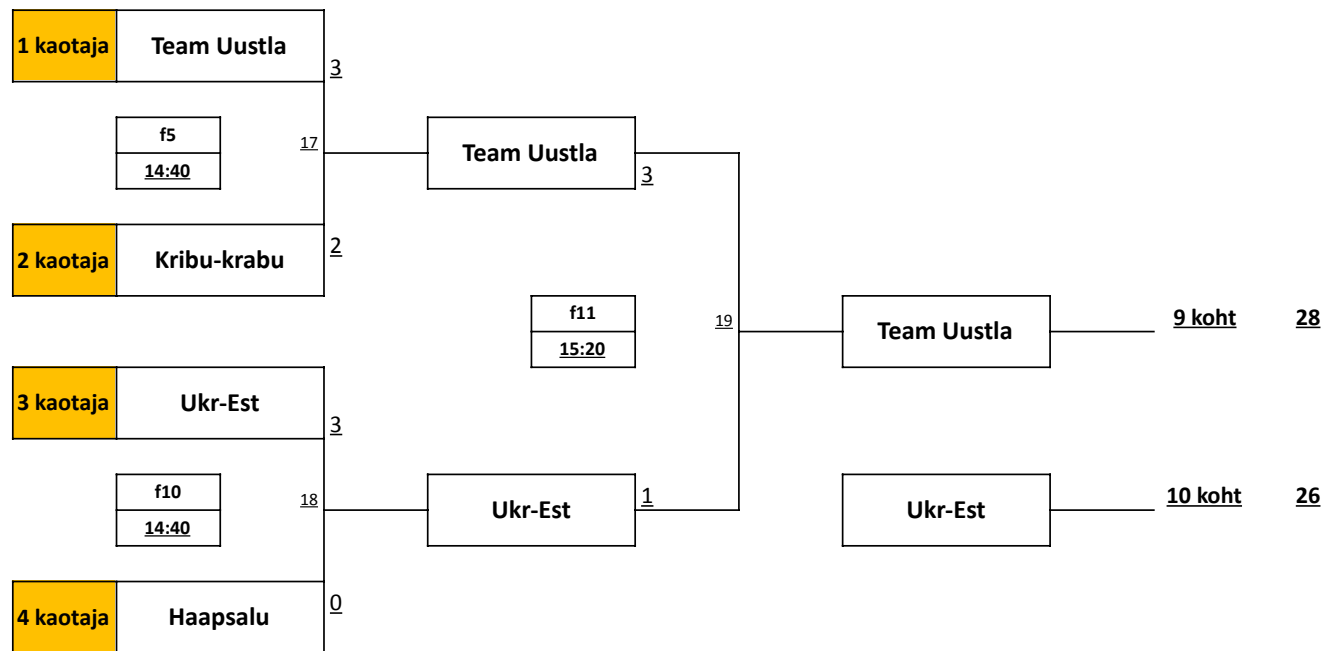 1 kaotaja Team Uustla
3
f5
14:40
17
Team Uustla
3
2 kaotaja Kribu-krabu
2
f11
15:20
19
Team Uustla
9 koht 28
3 kaotaja Ukr-Est
3
f10
14:40
18
Ukr-Est
1
Ukr-Est
10 koht 26
4 kaotaja Haapsalu
0